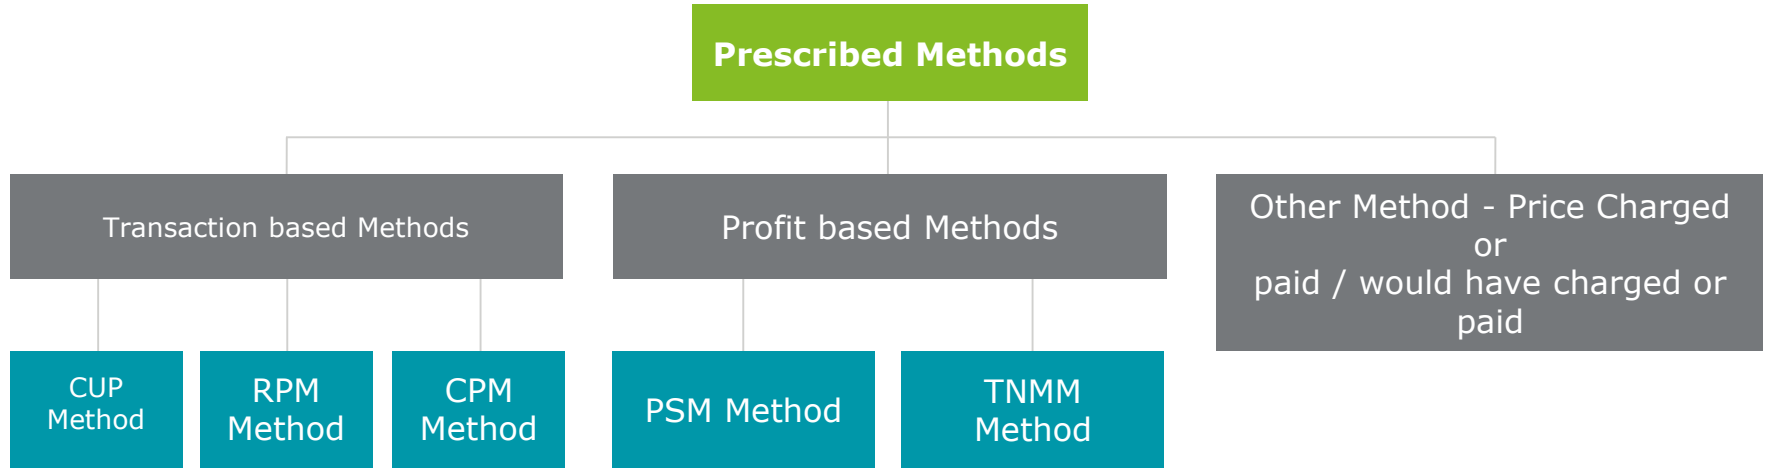 Prescribed Methods
Transaction based Methods
Profit based Methods
Other Method - Price Charged
or
paid / would have charged or
paid
CUP
Method
RPM
Method
CPM
Method
PSM Method
TNMM
Method